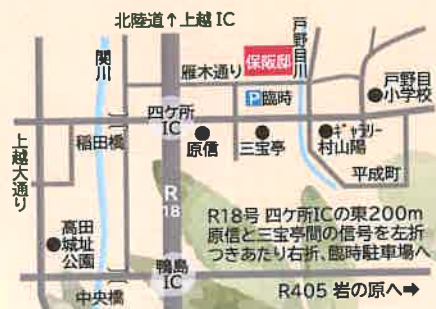 北陸道↑上越IC
関川
雁木通り
保阪邸
戸野目川
P臨時
戸野目
小学校
四ケ所
IC
稲田橋
上越大通り
原信
三宝亭
ギャラリー
村山陽
平成町
R
18
高田
城址
公園
R18号 四ケ所ICの東200m
原信と三宝亭間の信号を左折
つきあたり右折、臨時駐車場へ
鴨島
IC
中央橋
R405 岩の原へ➡